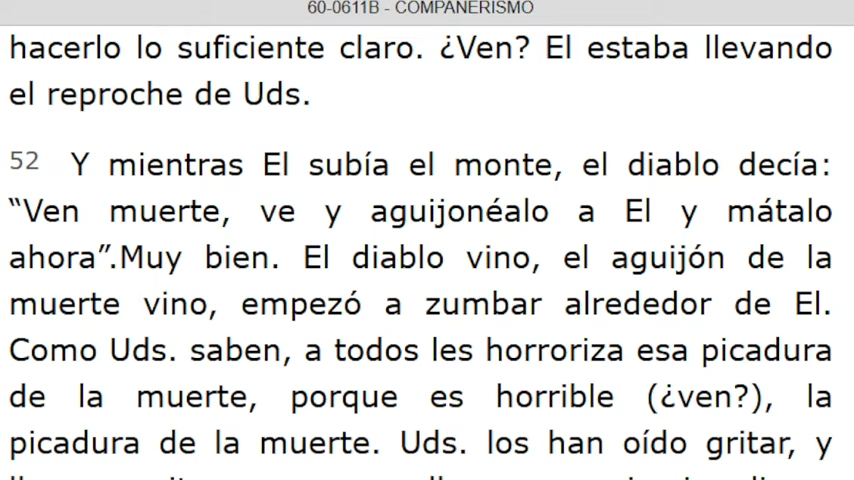 60-0611B - COMPAÑERISMO
hacerlo lo suficiente claro. ¿Ven? El estaba llevando
el reproche de Uds.
52 Y mientras El subía el monte, el diablo decía:
“Ven muerte, ve y aguijonéalo a El y mátalo
ahora”.Muy bien. El diablo vino, el aguijón de la
muerte vino, empezó a zumbar alrededor de El.
Como Uds. saben, a todos les horroriza esa picadura
de la muerte, porque es horrible (¿ven?), la
picadura de la muerte. Uds. los han oído gritar, y